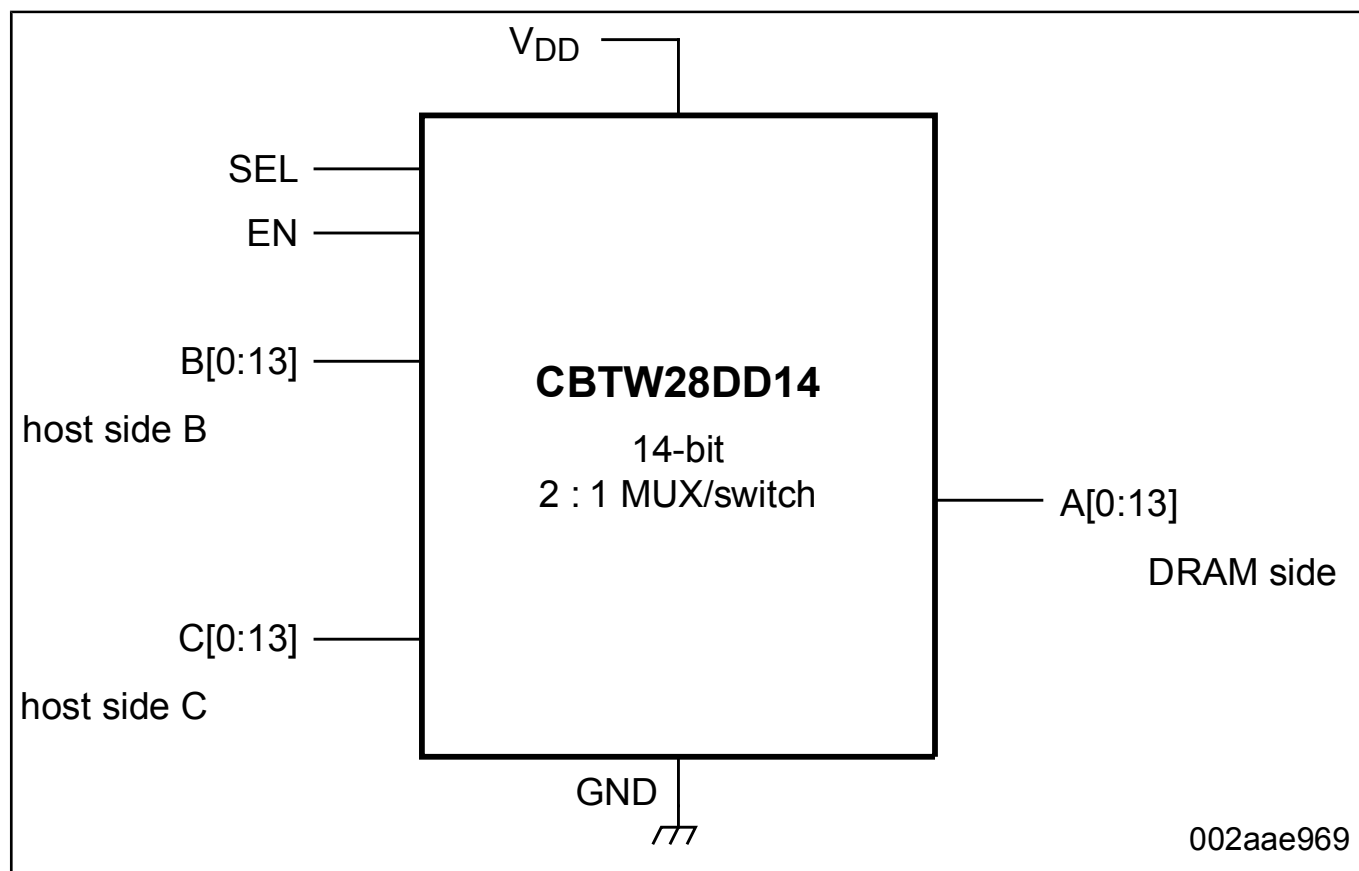 VDD
SEL
EN
B[0:13]
host side B
CBTW28DD14
14-bit
2 : 1 MUX/switch
A[0:13]
DRAM side
C[0:13]
host side C
GND
002aae969